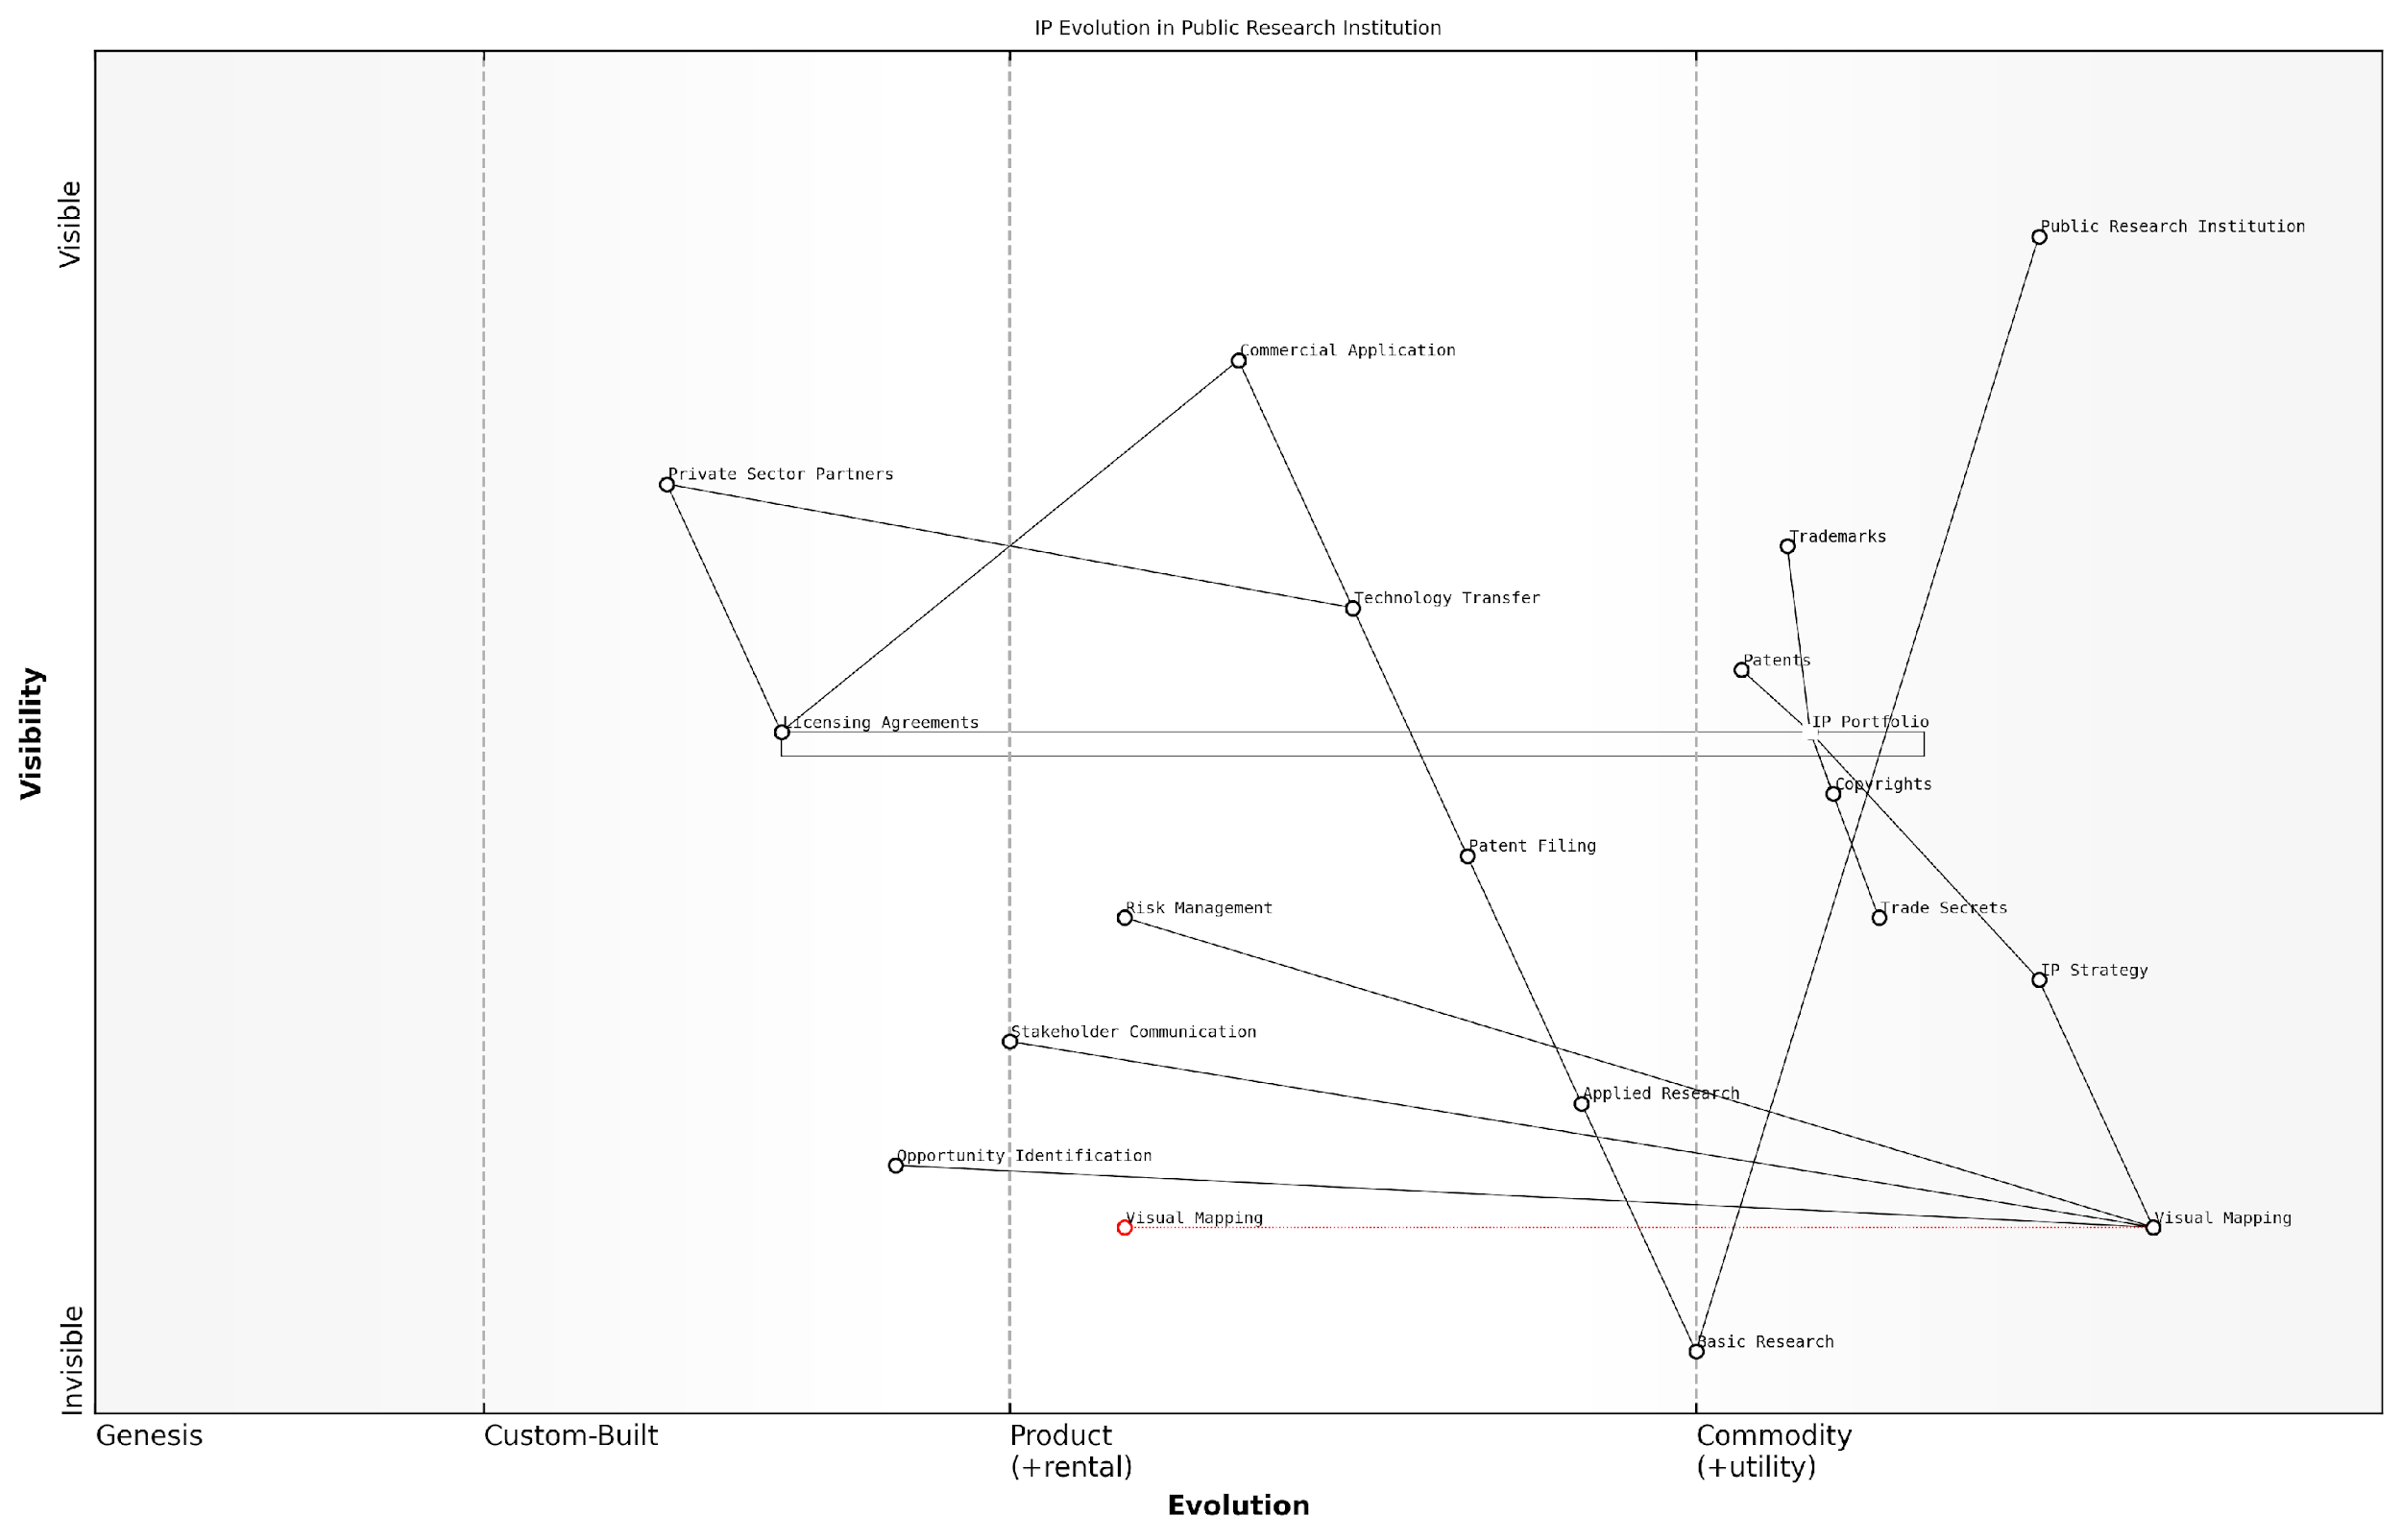 IP Evolution in Public Research Institution
Visible
Public Research Institution
Commercial Application
Private Sector Partners
Trademarks
Technology Transfer
Patents
Licensing Agreements
IP Portfolio
Visibility
Copyrights
Patent Filing
Risk Management
Trade Secrets
IP Strategy
Stakeholder Communication
Applied Research
Opportunity Identification
Visual Mapping
Visual Mapping
Basic Research
Invisible
Genesis
Custom-Built
Product
(+rental)
Commodity
(+utility)
Evolution